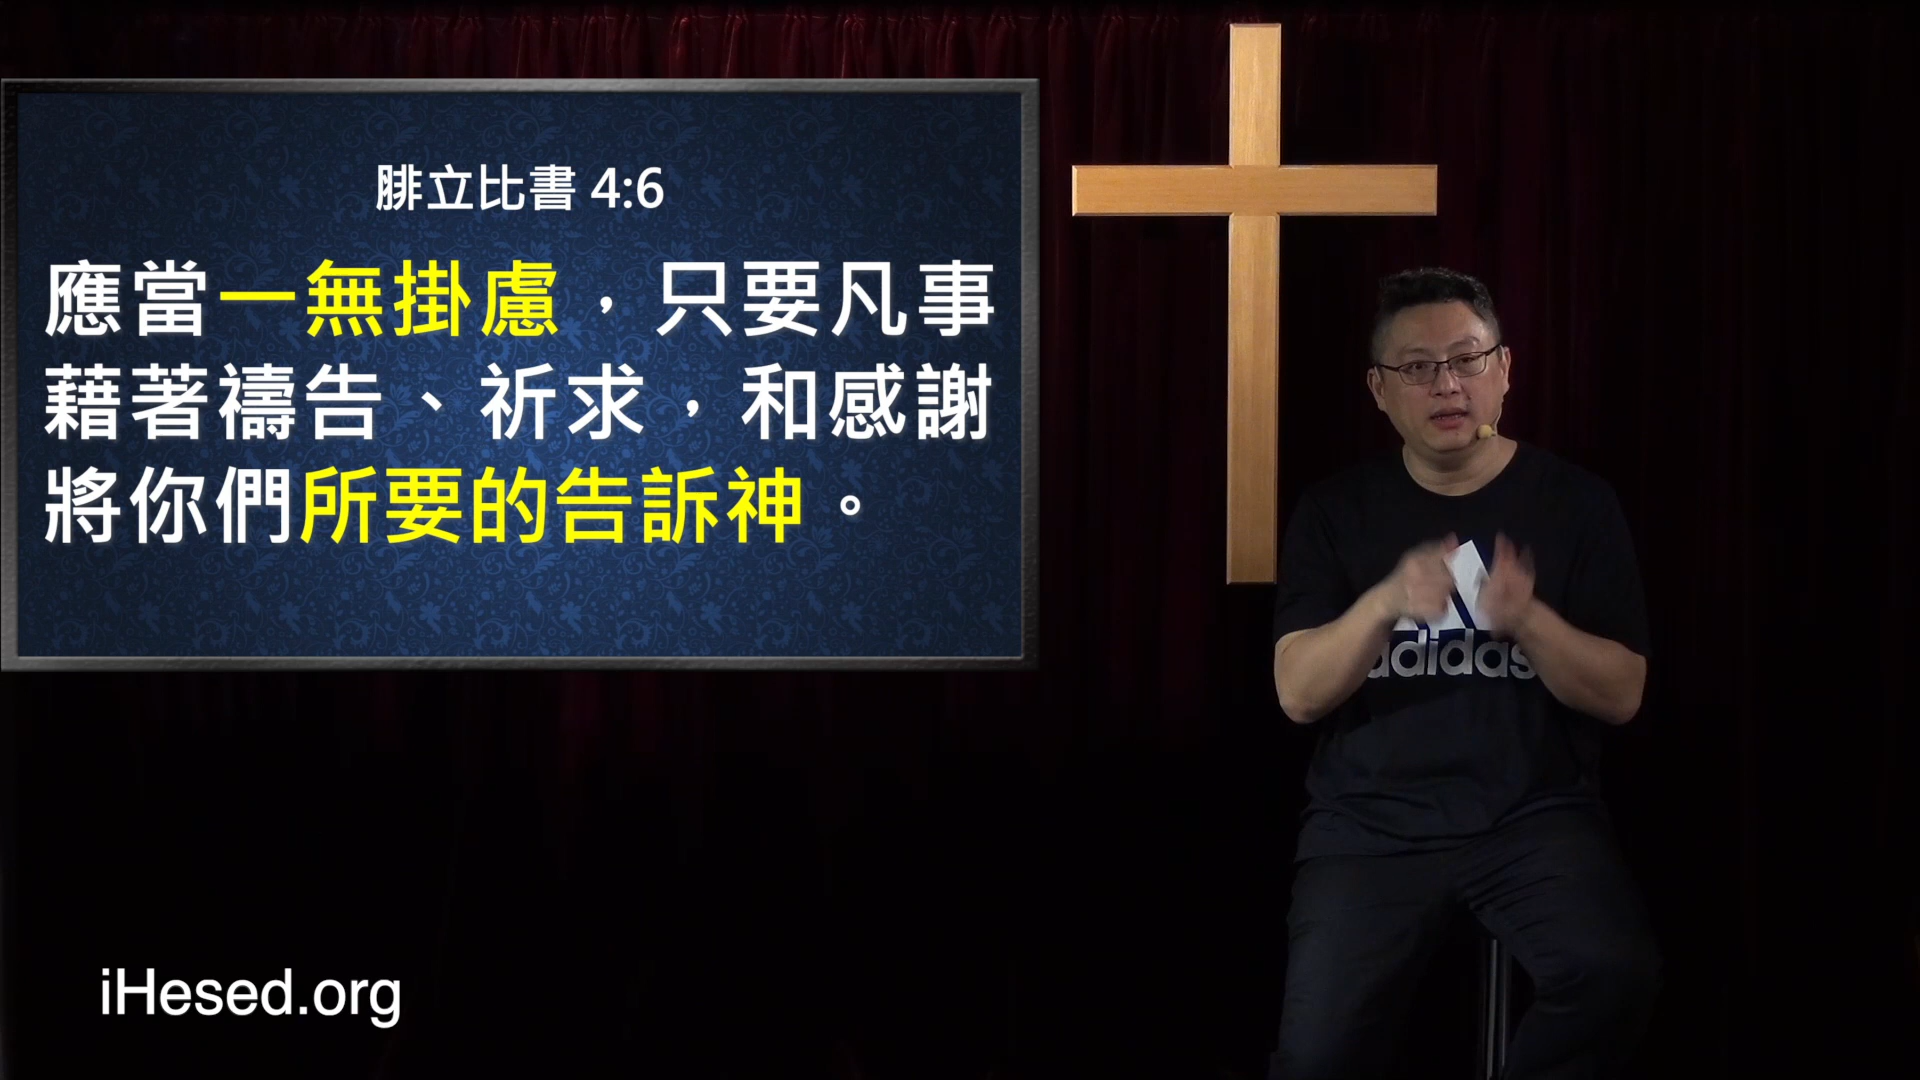 腓立比書 4:6
應當一無掛慮，只要凡事
藉著禱告、祈求，和感謝
將你們所要的告訴神。
adidas
iHesed.org